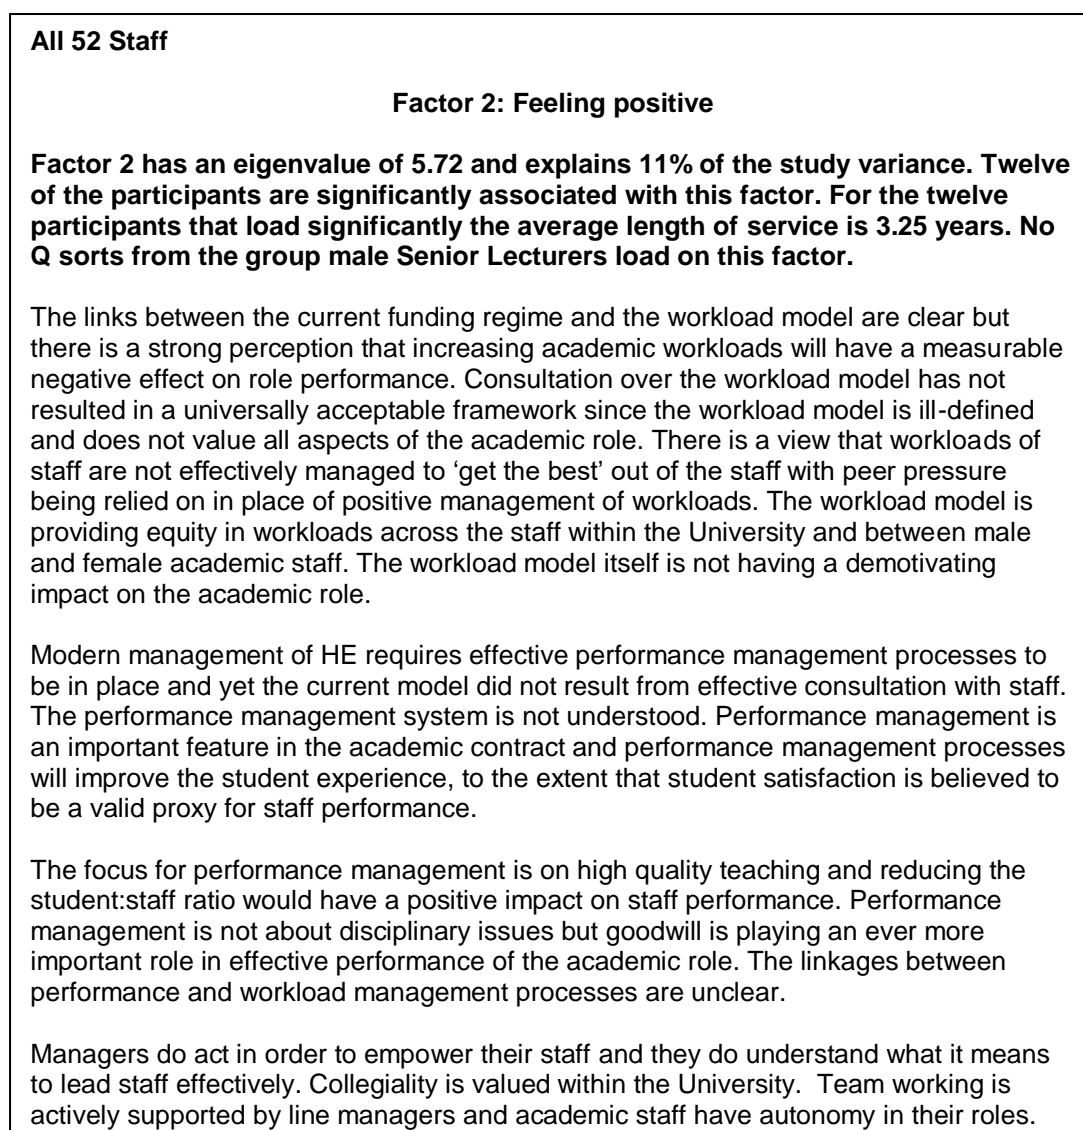 All 52 Staff
Factor 2: Feeling positive
Factor 2 has an eigenvalue of 5.72 and explains 11% of the study variance. Twelve
of the participants are significantly associated with this factor. For the twelve
participants that load significantly the average length of service is 3.25 years. No
Q sorts from the group male Senior Lecturers load on this factor.
The links between the current funding regime and the workload model are clear but
there is a strong perception that increasing academic workloads will have a measurable
negative effect on role performance. Consultation over the workload model has not
resulted in a universally acceptable framework since the workload model is ill-defined
and does not value all aspects of the academic role. There is a view that workloads of
staff are not effectively managed to ‘get the best’ out of the staff with peer pressure
being relied on in place of positive management of workloads. The workload model is
providing equity in workloads across the staff within the University and between male
and female academic staff. The workload model itself is not having a demotivating
impact on the academic role.
Modern management of HE requires effective performance management processes to
be in place and yet the current model did not result from effective consultation with staff.
The performance management system is not understood. Performance management is
an important feature in the academic contract and performance management processes
will improve the student experience, to the extent that student satisfaction is believed to
be a valid proxy for staff performance.
The focus for performance management is on high quality teaching and reducing the
student:staff ratio would have a positive impact on staff performance. Performance
management is not about disciplinary issues but goodwill is playing an ever more
important role in effective performance of the academic role. The linkages between
performance and workload management processes are unclear.
Managers do act in order to empower their staff and they do understand what it means
to lead staff effectively. Collegiality is valued within the University. Team working is
actively supported by line managers and academic staff have autonomy in their roles.